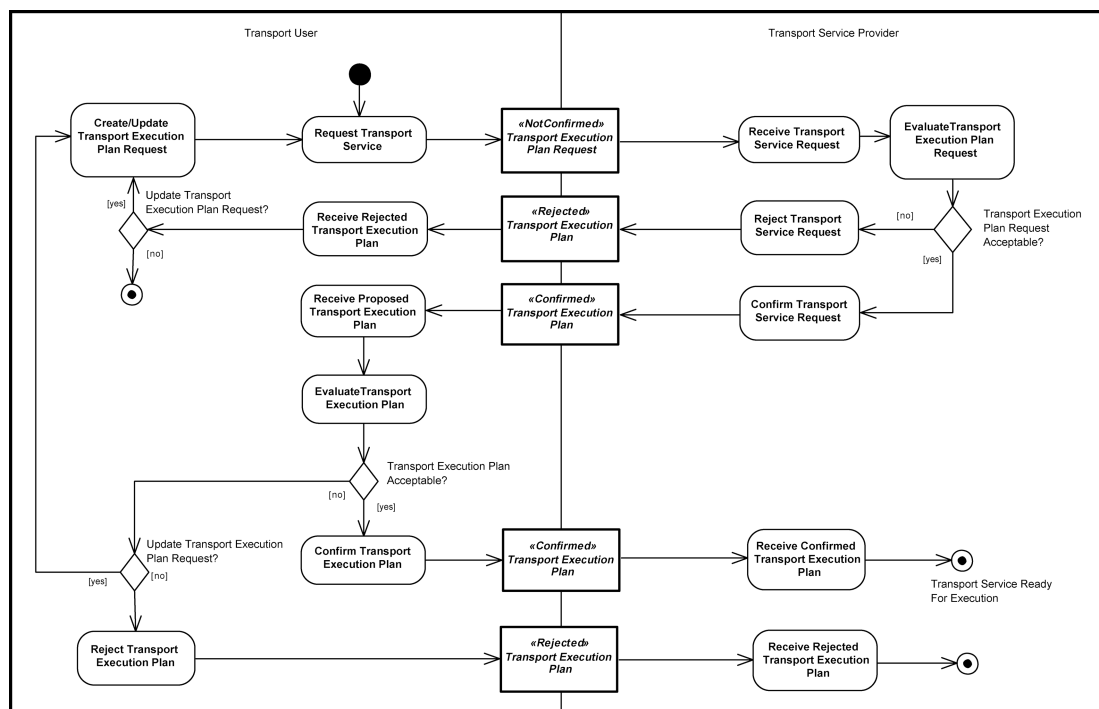 Transport User
Transport Service Provider
Create/Update
Transport Execution
Plan Request
Request Transport
Service
«NotConfirmed»
Transport Execution
Plan Request
Receive Transport
Service Request
EvaluateTransport
Execution Plan
Request
[yes]
Update Transport
Execution Plan Request?
[no]
Receive Rejected
Transport Execution
Plan
«Rejected»
Transport Execution
Plan
Reject Transport
Service Request
[no]
[yes]
Transport Execution
Plan Request
Acceptable?
Receive Proposed
Transport Execution
Plan
«Confirmed»
Transport Execution
Plan
Confirm Transport
Service Request
EvaluateTransport
Execution Plan
Transport Execution Plan
Acceptable?
[no]
[yes]
Update Transport Execution
Plan Request?
[yes]
[no]
Confirm Transport
Execution Plan
«Confirmed»
Transport Execution
Plan
Receive Confirmed
Transport Execution
Plan
Transport Service Ready
For Execution
Reject Transport
Execution Plan
«Rejected»
Transport Execution
Plan
Receive Rejected
Transport Execution
Plan